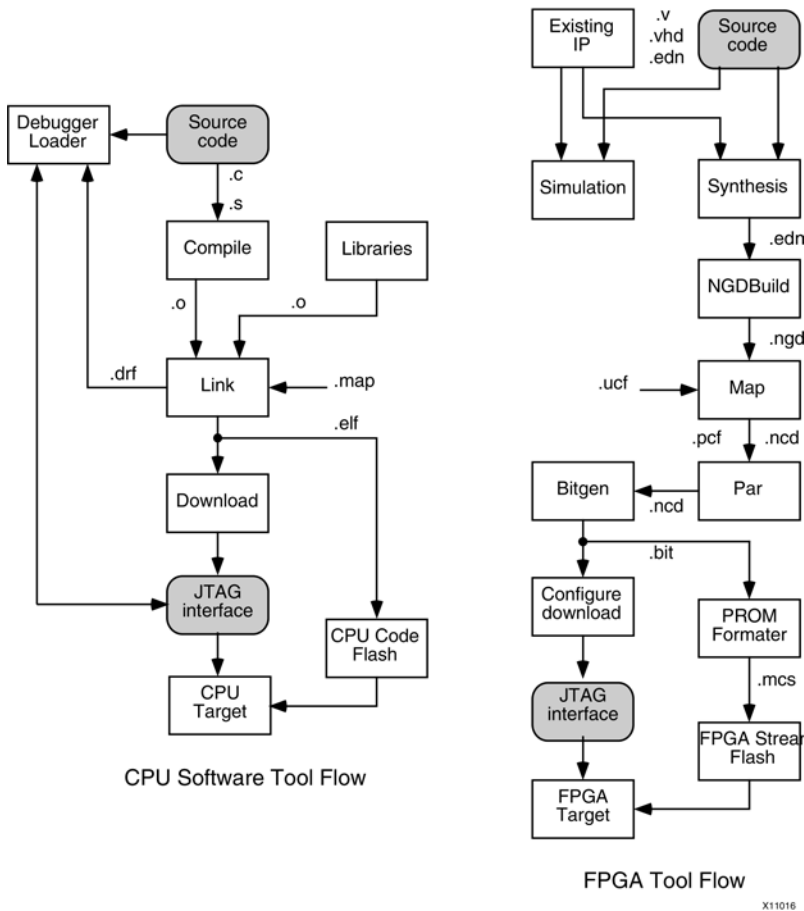 Debugger
Loader
Source
code
.c
.s
Compile
Libraries
.o
.o
.drf
Link
.map
.elf
Download
JTAG
interface
CPU Code
Flash
CPU
Target
CPU Software Tool Flow
Existing
IP
.v
.vhd
.edn
Source
code
Simulation
Synthesis
.edn
NGDBuild
.ngd
.ucf
Map
.pcf
.ncd
Bitgen
.ncd
Par
.bit
Configure
download
PROM
Formater
.mcs
JTAG
interface
FPGA Strear
Flash
FPGA
Target
FPGA Tool Flow
X11016